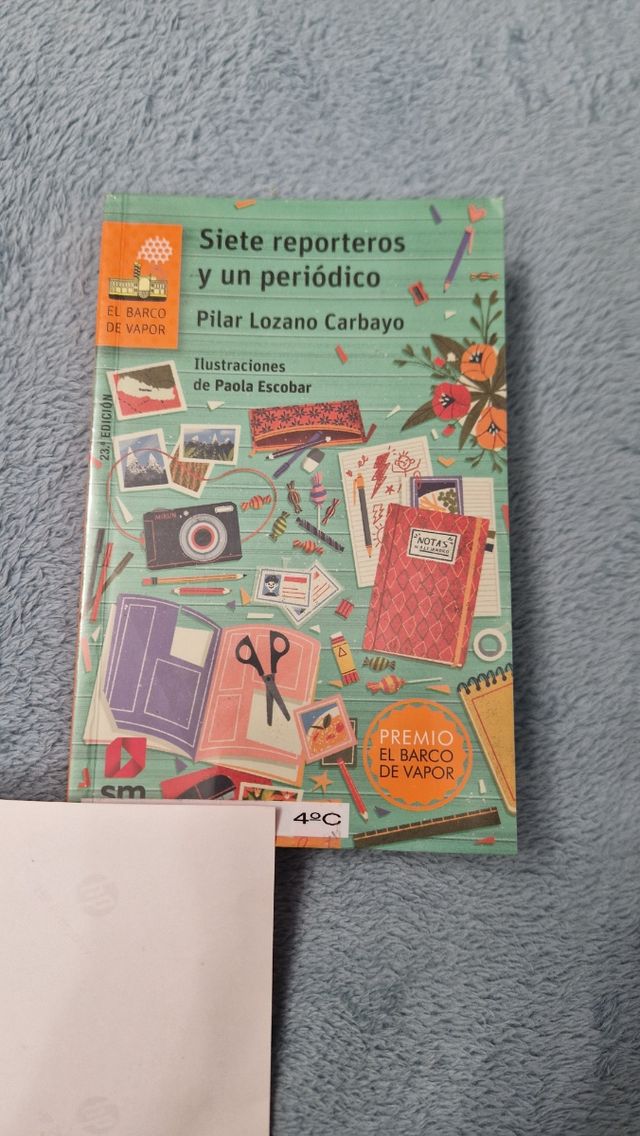 Siete reporteros
y un periódico
Pilar Lozano Carbayo
Ilustraciones
de Paola Escobar
EL BARCO
DE VAPOR
23.ª EDICIÓN
NOTAS
PREMIO
EL BARCO
DE VAPOR
sm
4ºC